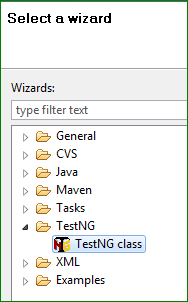 Select a wizard
Wizards:
type filter text
General
CVS
Java
Maven
Tasks
TestNG
TestNG class
XML
Examples